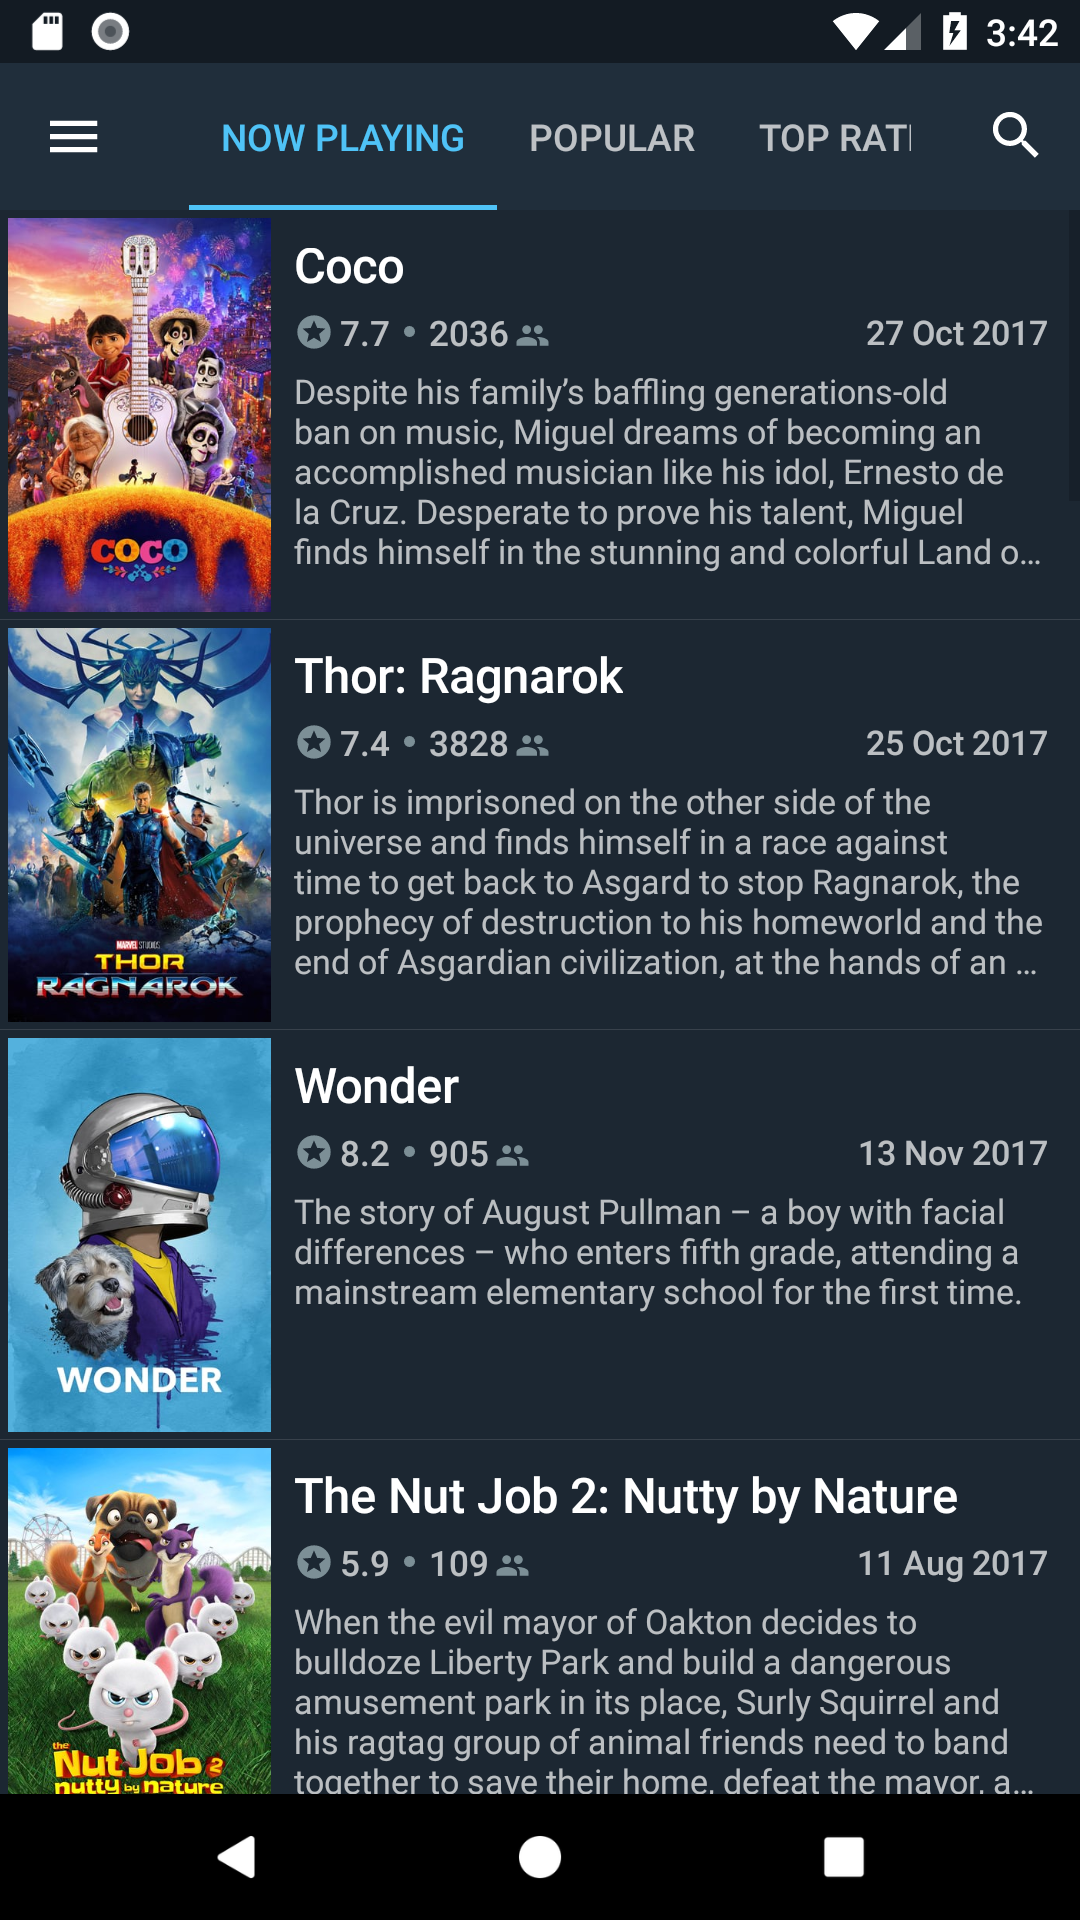 3:42
NOW PLAYING POPULAR TOP RATI
Coco
7.7 • 2036 27 Oct 2017
Despite his family’s baffling generations-old
ban on music, Miguel dreams of becoming an
accomplished musician like his idol, Ernesto de
la Cruz. Desperate to prove his talent, Miguel
finds himself in the stunning and colorful Land o…
COCO
Thor: Ragnarok
7.4 • 3828 25 Oct 2017
Thor is imprisoned on the other side of the
universe and finds himself in a race against
time to get back to Asgard to stop Ragnarok, the
prophecy of destruction to his homeworld and the
end of Asgardian civilization, at the hands of an …
MARVEL STUDIOS
THOR
RAGNAROK
Wonder
8.2 • 905 13 Nov 2017
The story of August Pullman – a boy with facial
differences – who enters fifth grade, attending a
mainstream elementary school for the first time.
WONDER
The Nut Job 2: Nutty by Nature
5.9 • 109 11 Aug 2017
When the evil mayor of Oakton decides to
bulldoze Liberty Park and build a dangerous
amusement park in its place, Surly Squirrel and
his ragtag group of animal friends need to band
together to save their home, defeat the mayor, a…
the
Nut Job 2
nutty by nature